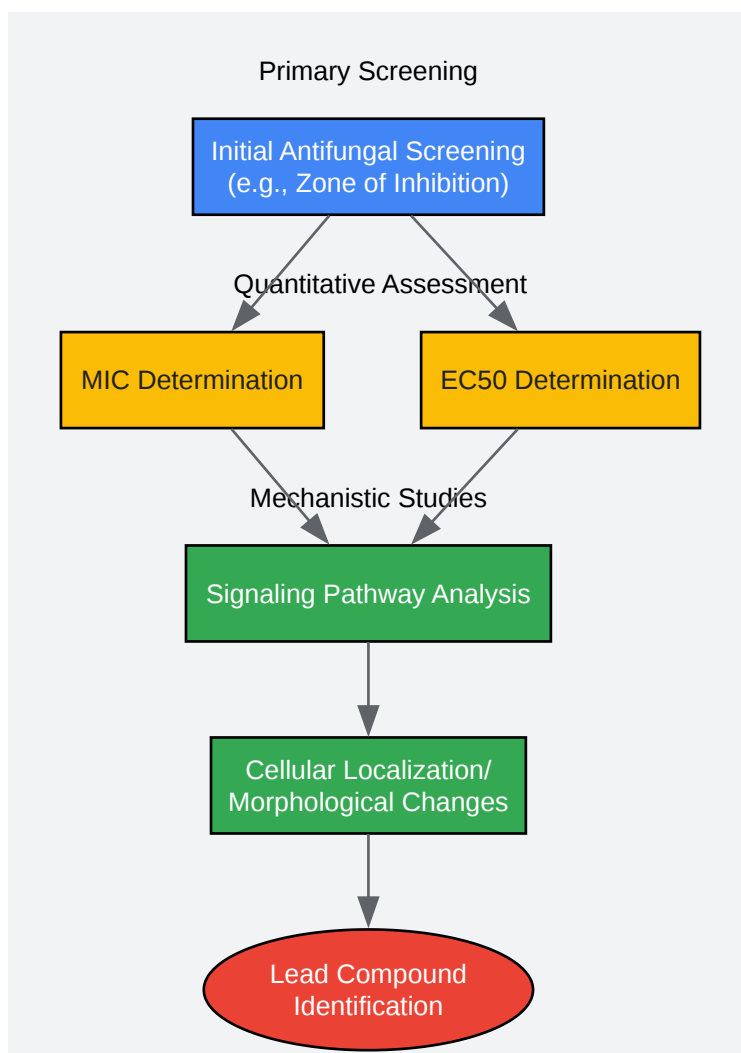 Primary Screening
Initial Antifungal Screening
(e.g., Zone of Inhibition)
Quantitative Assessment
MIC Determination
EC50 Determination
Mechanistic Studies
Signaling Pathway Analysis
Cellular Localization/
Morphological Changes
Lead Compound
Identification